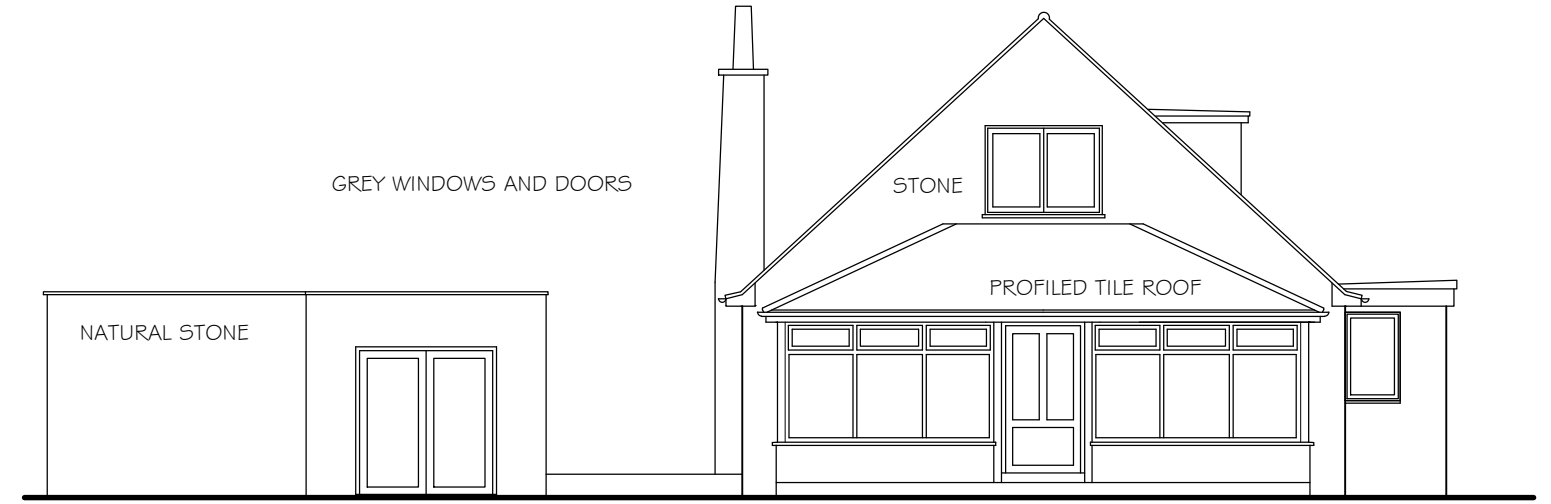 GREY WINDOWS AND DOORS
STONE
PROFILED TILE ROOF
NATURAL STONE